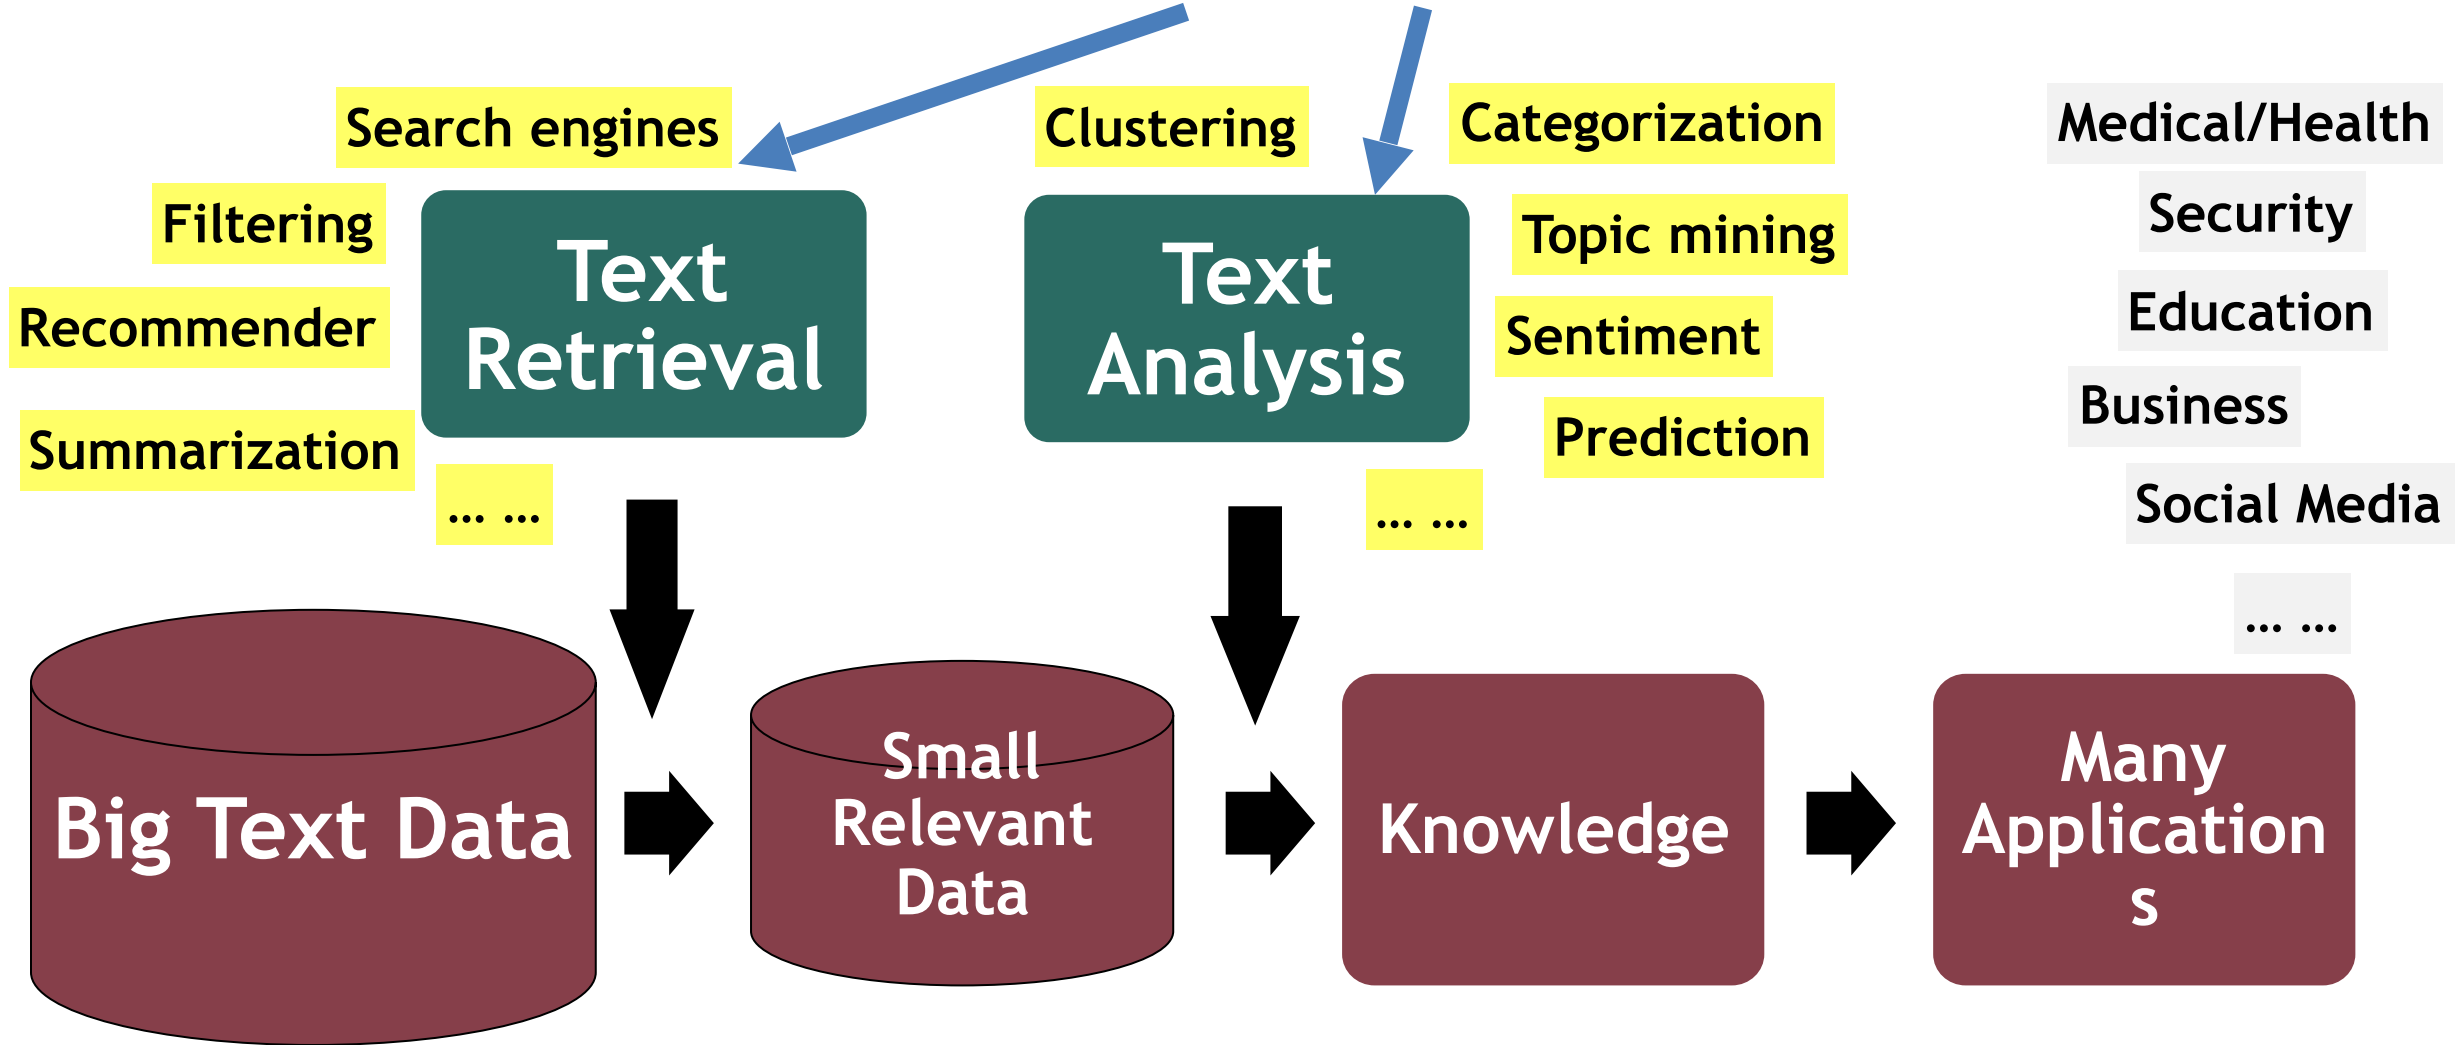 Search engines
Filtering
Recommender
Summarization
... ...
Text
Retrieval
Clustering
Categorization
Text
Analysis
Topic mining
Sentiment
Prediction
... ...
Medical/Health
Security
Education
Business
Social Media
... ...
Big Text Data
Small
Relevant
Data
Knowledge
Many
Application
s